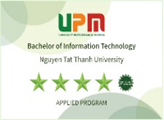 UPM
Bachelor of Information Technology
Nguyen Tat Thanh University
APPLIED PROGRAM